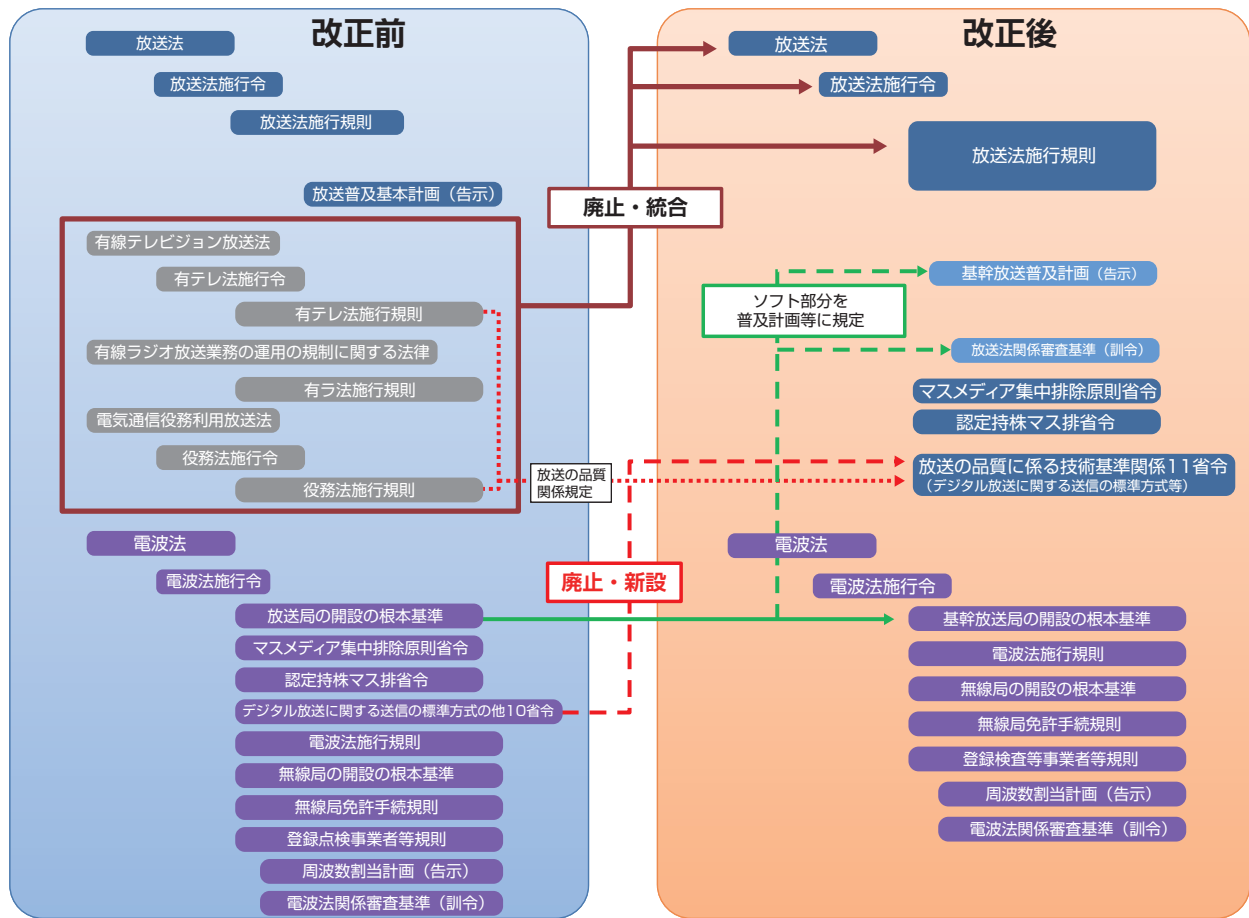 改正前
放送法
放送法施行令
放送法施行規則
放送普及基本計画（告示）
有線テレビジョン放送法
有テレ法施行令
有テレ法施行規則
有線ラジオ放送業務の運用の規制に関する法律
有ラ法施行規則
電気通信役務利用放送法
役務法施行令
役務法施行規則
電波法
電波法施行令
放送局の開設の根本基準
マスメディア集中排除原則省令
認定持株マス排省令
デジタル放送に関する送信の標準方式の他10省令
電波法施行規則
無線局の開設の根本基準
無線局免許手続規則
登録点検事業者等規則
周波数割当計画（告示）
電波法関係審査基準（訓令）
廃止・統合
放送の品質
関係規定
廃止・新設
ソフト部分を
普及計画等に規定
改正後
放送法
放送法施行令
放送法施行規則
基幹放送普及計画（告示）
放送法関係審査基準（訓令）
マスメディア集中排除原則省令
認定持株マス排省令
放送の品質に係る技術基準関係11省令
（デジタル放送に関する送信の標準方式等）
電波法
電波法施行令
基幹放送局の開設の根本基準
電波法施行規則
無線局の開設の根本基準
無線局免許手続規則
登録検査等事業者等規則
周波数割当計画（告示）
電波法関係審査基準（訓令）